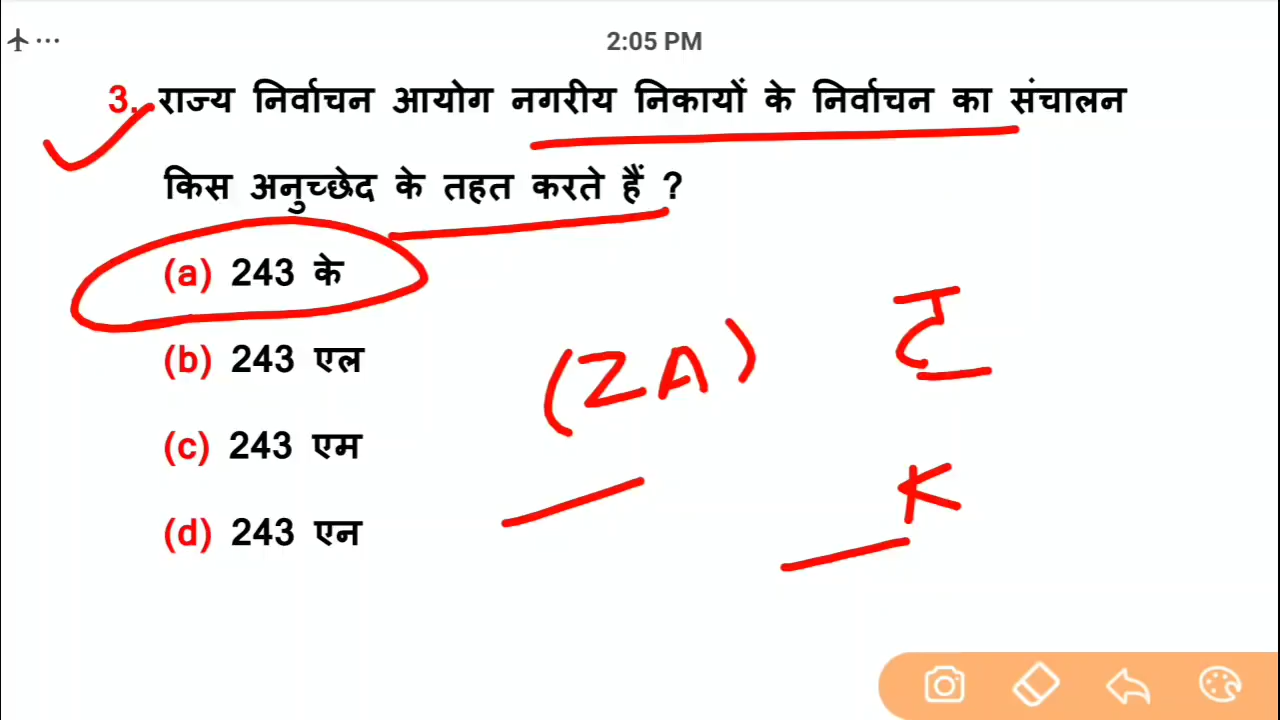 2:05 PM
3. राज्य निर्वाचन आयोग नगरीय निकायों के निर्वाचन का संचालन
किस अनुच्छेद के तहत करते हैं ?
(a) 243 के
(b) 243 एल
(ZA)
ट
(c) 243 एम
K
(d) 243 एन